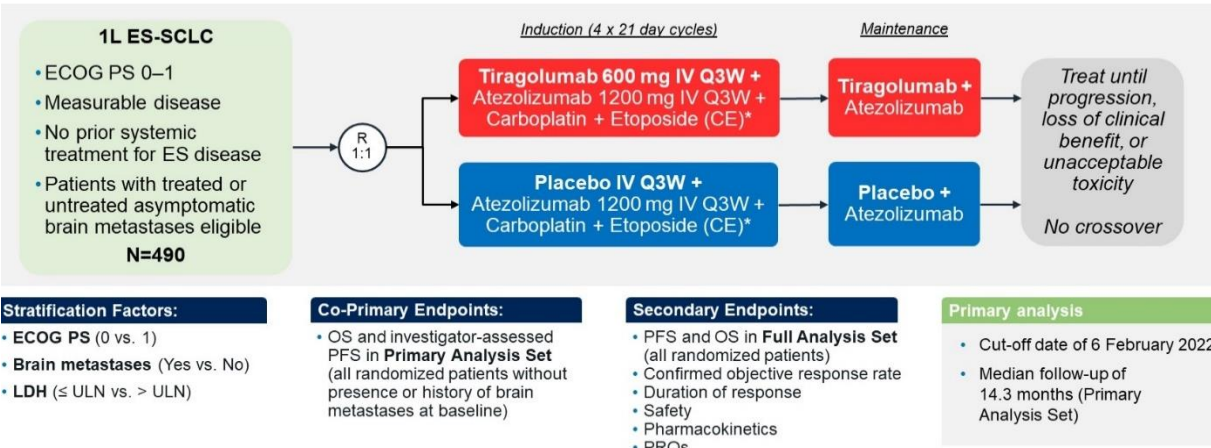 1L ES-SCLC
• ECOG PS 0–1
• Measurable disease
• No prior systemic
treatment for ES disease
• Patients with treated or
untreated asymptomatic
brain metastases eligible
N=490
R
1:1
Induction (4 x 21 day cycles)
Tiragolumab 600 mg IV Q3W +
Atezolizumab 1200 mg IV Q3W +
Carboplatin + Etoposide (CE)*
Placebo IV Q3W +
Atezolizumab 1200 mg IV Q3W +
Carboplatin + Etoposide (CE)*
Maintenance
Tiragolumab +
Atezolizumab
Placebo +
Atezolizumab
Treat until
progression,
loss of clinical
benefit, or
unacceptable
toxicity
No crossover
Stratification Factors:
• ECOG PS (0 vs. 1)
• Brain metastases (Yes vs. No)
• LDH (≤ ULN vs. > ULN)
Co-Primary Endpoints:
• OS and investigator-assessed
PFS in Primary Analysis Set
(all randomized patients without
presence or history of brain
metastases at baseline)
Secondary Endpoints:
• PFS and OS in Full Analysis Set
(all randomized patients)
• Confirmed objective response rate
• Duration of response
• Safety
• Pharmacokinetics
• PROs
Primary analysis
• Cut-off date of 6 February 2022
• Median follow-up of
14.3 months (Primary
Analysis Set)